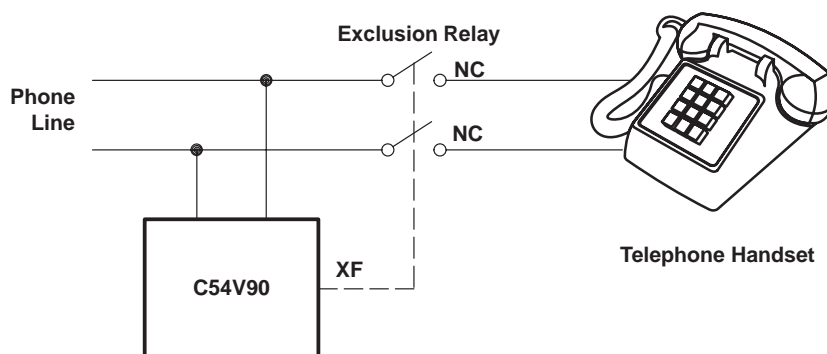 Exclusion Relay
NC
Phone
Line
NC
XF
C54V90
Telephone Handset